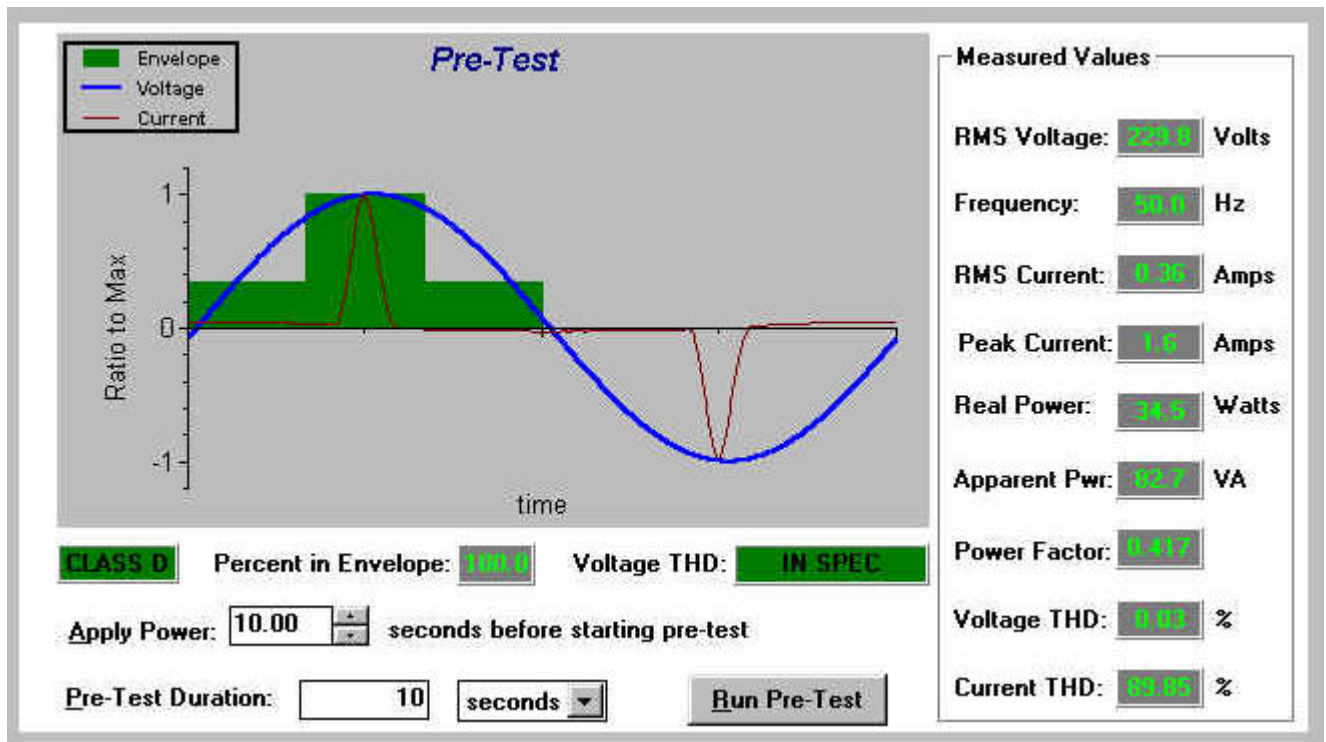 Pre-Test
Envelope
Voltage
Current
Ratio to Max
1
0
-1
time
CLASS D
Percent in Envelope: 100.0
Voltage THD: IN SPEC
Apply Power: 10.00 seconds before starting pre-test
Pre-Test Duration: 10 seconds
Run Pre-Test
Measured Values
RMS Voltage: 229.8 Volts
Frequency: 50.0 Hz
RMS Current: 0.36 Amps
Peak Current: 1.6 Amps
Real Power: 34.5 Watts
Apparent Pwr: 82.7 VA
Power Factor: 0.417
Voltage THD: 0.03 %
Current THD: 89.85 %